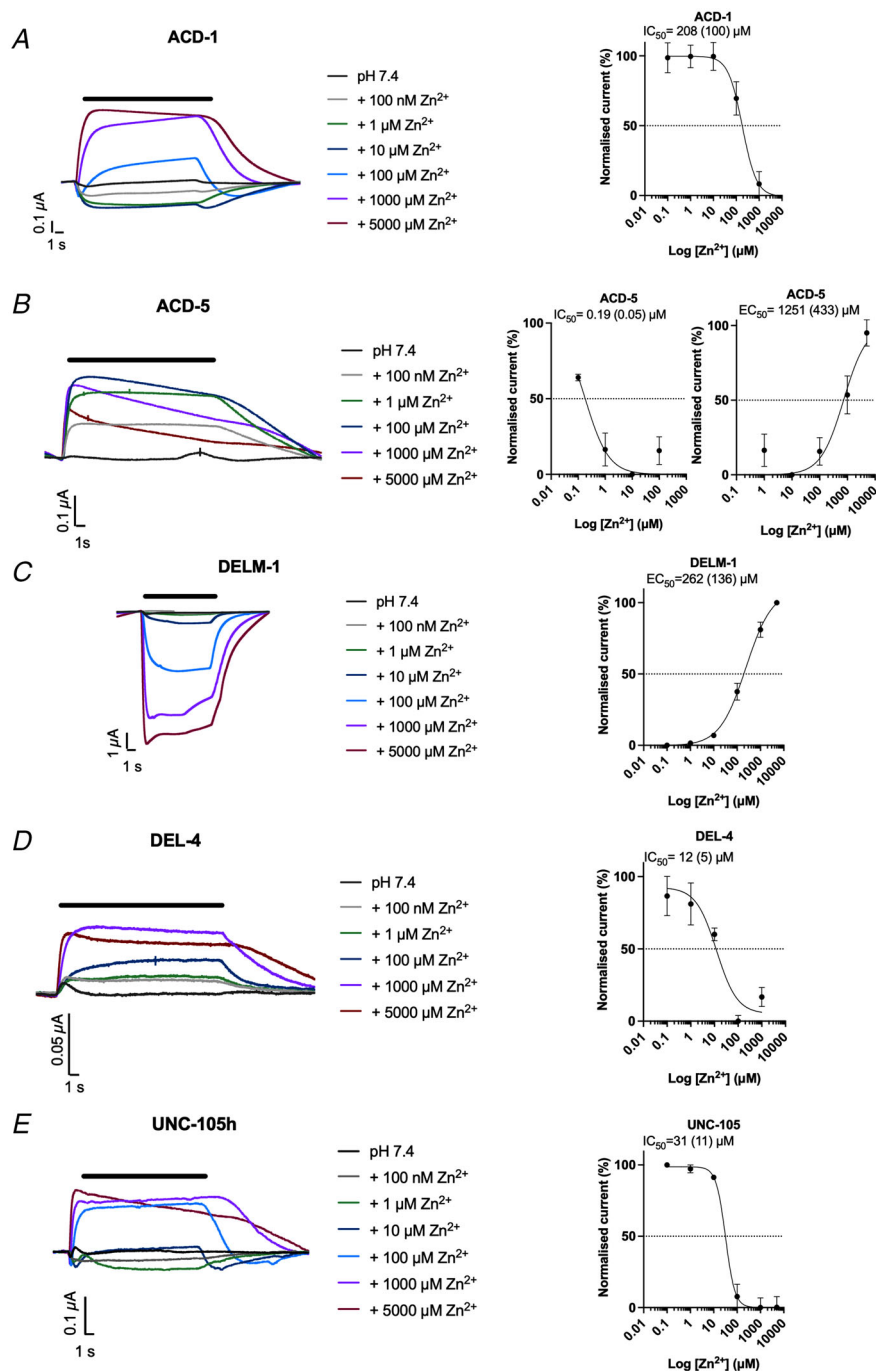 A
ACD-1
pH 7.4
+ 100 nM Zn²⁺
+ 1 µM Zn²⁺
+ 10 µM Zn²⁺
+ 100 µM Zn²⁺
+ 1000 µM Zn²⁺
+ 5000 µM Zn²⁺
0.1 µA
1 s
ACD-1
IC₅₀= 208 (100) µM
Normalised current (%)
100
50
0
0.01
0.1
1
10
100
1000
10000
Log [Zn²⁺] (µM)
B
ACD-5
pH 7.4
+ 100 nM Zn²⁺
+ 1 µM Zn²⁺
+ 100 µM Zn²⁺
+ 1000 µM Zn²⁺
+ 5000 µM Zn²⁺
0.1 µA
1s
ACD-5
IC₅₀= 0.19 (0.05) µM
Normalised current (%)
100
50
0
0.01
0.1
1
10
100
1000
Log [Zn²⁺] (µM)
ACD-5
EC₅₀= 1251 (433) µM
Normalised current (%)
100
50
0
0.1
1
10
100
1000
10000
Log [Zn²⁺] (µM)
C
DELM-1
pH 7.4
+ 100 nM Zn²⁺
+ 1 µM Zn²⁺
+ 10 µM Zn²⁺
+ 100 µM Zn²⁺
+ 1000 µM Zn²⁺
+ 5000 µM Zn²⁺
1 µA
1 s
DELM-1
EC₅₀=262 (136) µM
Normalised current (%)
100
50
0
0.01
0.1
1
10
100
1000
10000
Log [Zn²⁺] (µM)
D
DEL-4
pH 7.4
+ 100 nM Zn²⁺
+ 1 µM Zn²⁺
+ 100 µM Zn²⁺
+ 1000 µM Zn²⁺
+ 5000 µM Zn²⁺
0.05 µA
1 s
DEL-4
IC₅₀= 12 (5) µM
Normalised current (%)
100
50
0
0.01
0.1
1
10
100
1000
10000
Log [Zn²⁺] (µM)
E
UNC-105h
pH 7.4
+ 100 nM Zn²⁺
+ 1 µM Zn²⁺
+ 10 µM Zn²⁺
+ 100 µM Zn²⁺
+ 1000 µM Zn²⁺
+ 5000 µM Zn²⁺
0.1 µA
1 s
UNC-105
IC₅₀=31 (11) µM
Normalised current (%)
100
50
0
0.01
0.1
1
10
100
1000
10000
Log [Zn²⁺] (µM)